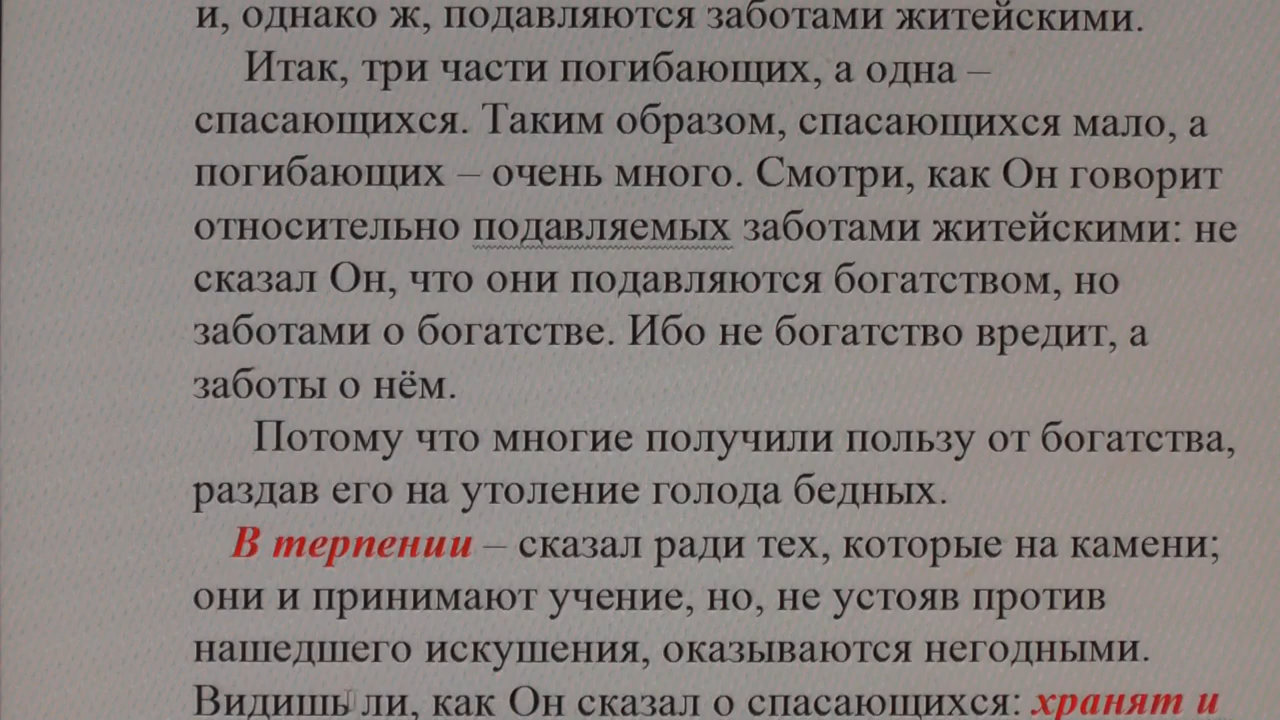 и, однако ж, подавляются заботами житейскими.
Итак, три части погибающих, а одна –
спасающихся. Таким образом, спасающихся мало, а
погибающих – очень много. Смотри, как Он говорит
относительно подавляемых заботами житейскими: не
сказал Он, что они подавляются богатством, но
заботами о богатстве. Ибо не богатство вредит, а
заботы о нём.
Потому что многие получили пользу от богатства,
раздав его на утоление голода бедных.
В терпении – сказал ради тех, которые на камени;
они и принимают учение, но, не устояв против
нашедшего искушения, оказываются негодными.
Видишь ли, как Он сказал о спасающихся: хранят и